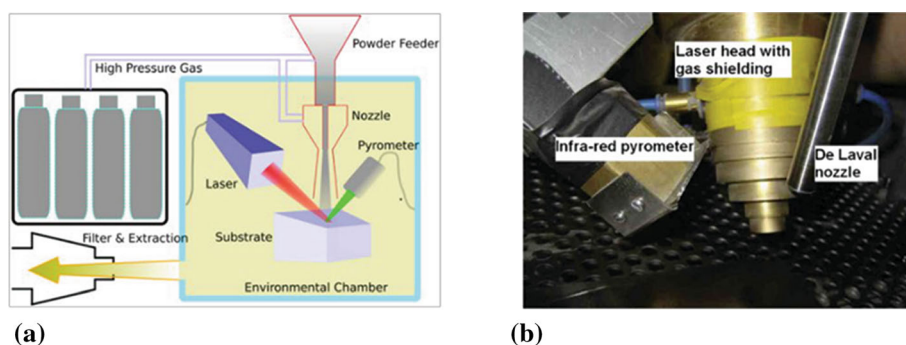 Powder Feeder
High Pressure Gas
Nozzle
Pyrometer
Laser
Substrate
Filter & Extraction
Environmental Chamber
(a)
Laser head with
gas shielding
Infra-red pyrometer
De Laval
nozzle
(b)